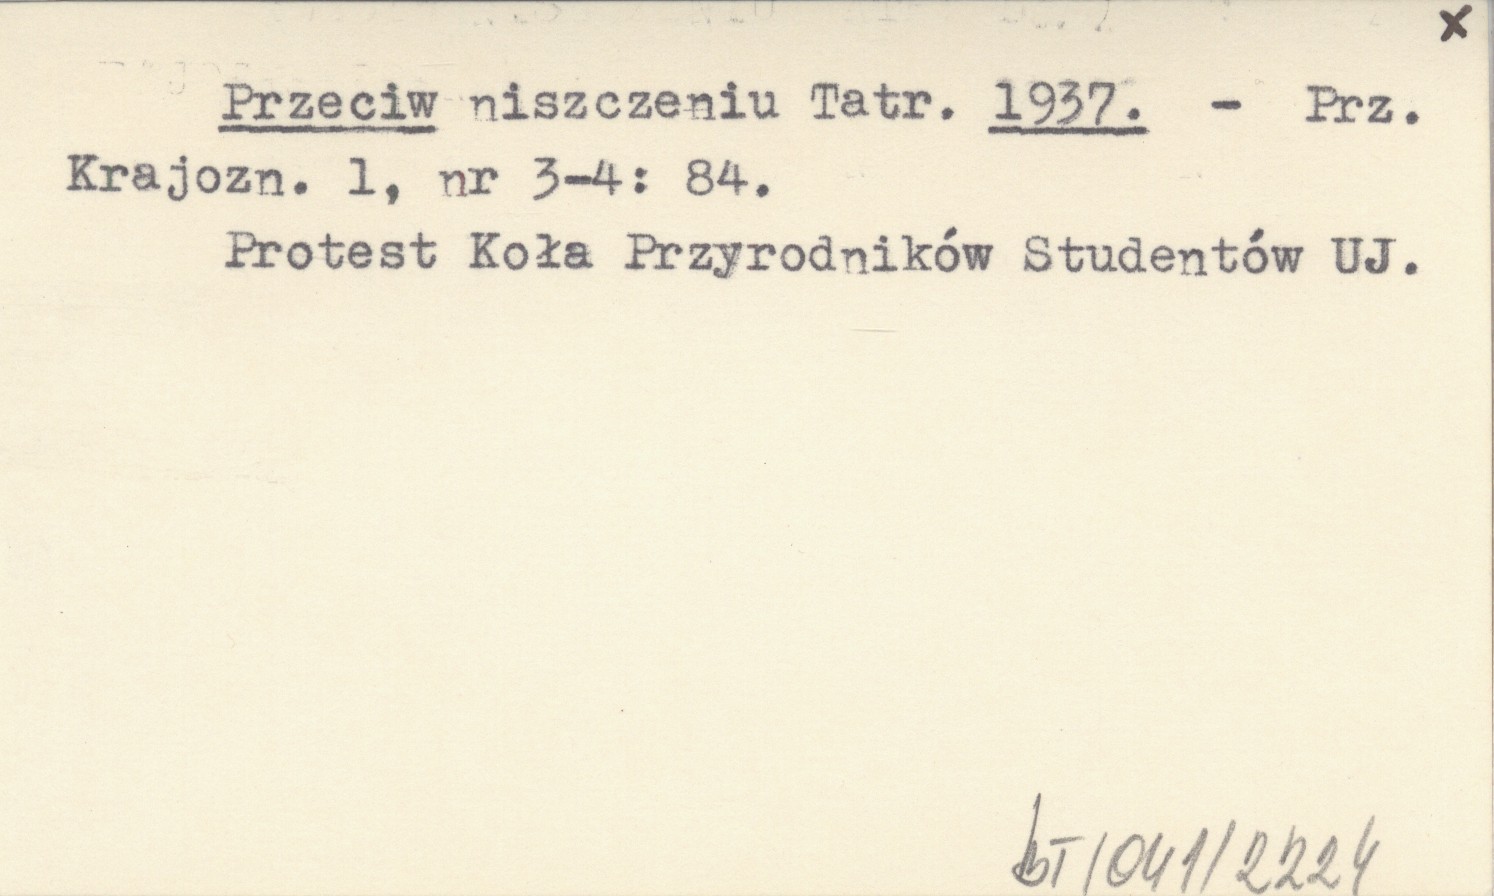 x
Przeciw niszczeniu Tatr. 1937. - Prz.
Krajozn. 1, nr 3-4: 84.
Protest Koła Przyrodników Studentów UJ.
bT/041/2224